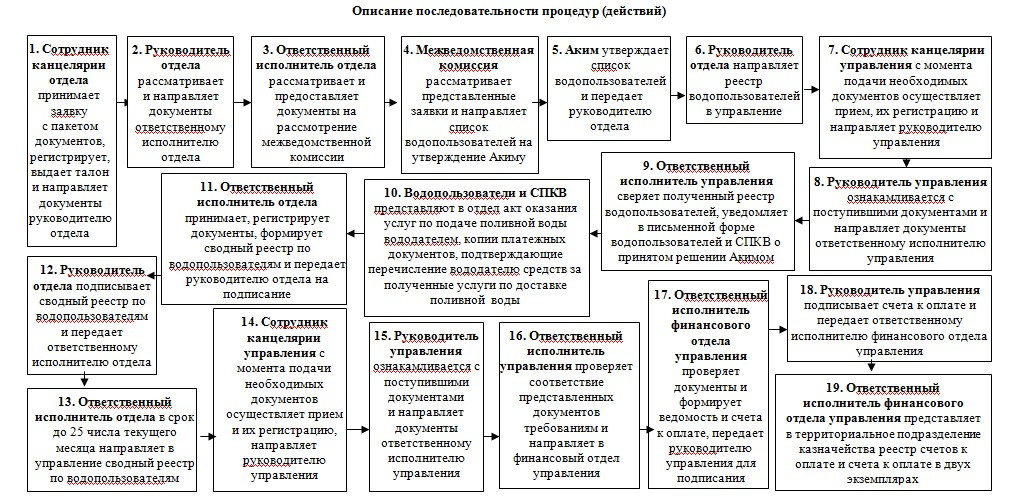 Описание последовательности процедур (действий)
1. Сотрудник
канцелярии
отдела
принимает
заявку
с пакетом
документов,
регистрирует,
выдает талон
и направляет
документы
руководителю
отдела
2. Руководитель
отдела
рассматривает
и направляет
документы
ответственному
исполнителю
отдела
3. Ответственный
исполнитель отдела
рассматривает и
предоставляет
документы на
рассмотрение
межведомственной
комиссии
4. Межведомственная
комиссия
рассматривает
представленные
заявки и направляет
список
водопользователей на
утверждение Акиму
5. Аким утверждает
список
водопользователей
и передает
руководителю
отдела
6. Руководитель
отдела направляет
реестр
водопользователей
в управление
7. Сотрудник канцелярии
управления с момента
подачи необходимых
документов осуществляет
прием, их регистрацию и
направляет руководителю
управления
8. Руководитель управления
ознакамливается с
поступившими документами и
направляет документы
ответственному исполнителю
управления
9. Ответственный
исполнитель управления
сверяет полученный реестр
водопользователей, уведомляет
в письменной форме
водопользователей и СПКВ о
принятом решении Акимом
10. Водопользователи и СПКВ
представляют в отдел акт оказания
услуг по подаче поливной воды
вододателем, копии платежных
документов, подтверждающие
перечисление вододателю средств за
полученные услуги по доставке
поливной воды
11. Ответственный
исполнитель отдела
принимает, регистрирует
документы, формирует
сводный реестр по
водопользователям и передает
руководителю отдела на
подписание
12. Руководитель
отдела подписывает
сводный реестр по
водопользователям
и передает
ответственному
исполнителю отдела
13. Ответственный
исполнитель отдела в срок
до 25 числа текущего
месяца направляет в
управление сводный реестр
по водопользователям
14. Сотрудник
канцелярии
управления с
момента подачи
необходимых
документов
осуществляет прием
и их регистрацию,
направляет
руководителю
управления
15. Руководитель
управления
ознакамливается с
поступившими
документами
и направляет
документы
ответственному
исполнителю
управления
16. Ответственный
исполнитель
управления проверяет
соответствие
представленных
документов
требованиям и
направляет в
финансовый отдел
управления
17. Ответственный
исполнитель
финансового
отдела
управления
проверяет
документы и
формирует
ведомость и счета
к оплате, передает
руководителю
управления для
подписания
18. Руководитель управления
подписывает счета к оплате и
передает ответственному
исполнителю финансового отдела
управления
19. Ответственный
исполнитель финансового
отдела управления представляет
в территориальное подразделение
казначейства реестр счетов к
оплате и счета к оплате в двух
экземплярах